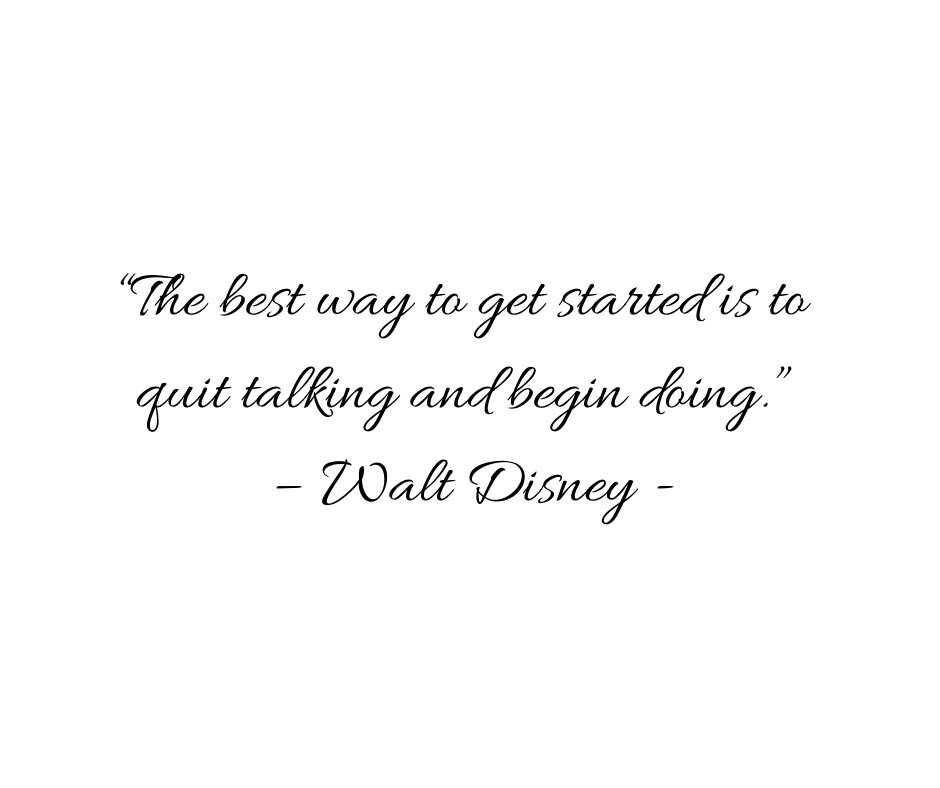 “The best way to get started is to
quit talking and begin doing.”
– Walt Disney -